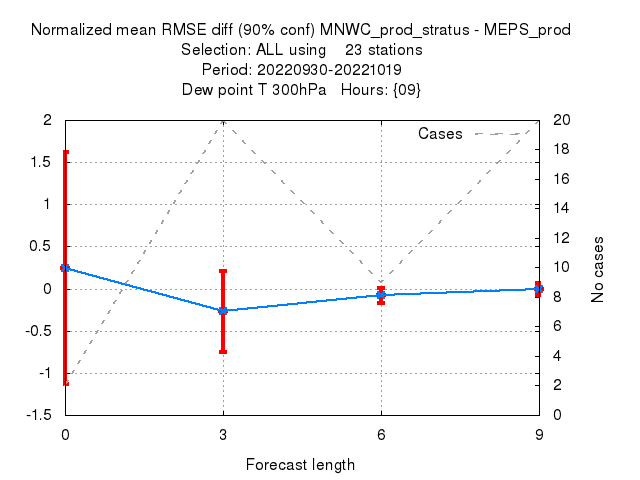 Normalized mean RMSE diff (90% conf) MNWC_prod_stratus - MEPS_prod
Selection: ALL using 23 stations
Period: 20220930-20221019
Dew point T 300hPa Hours: {09}
Cases
2
1.5
1
0.5
0
-0.5
-1
-1.5
20
18
16
14
12
10
8
6
4
2
0
No cases
0 3 6 9
Forecast length